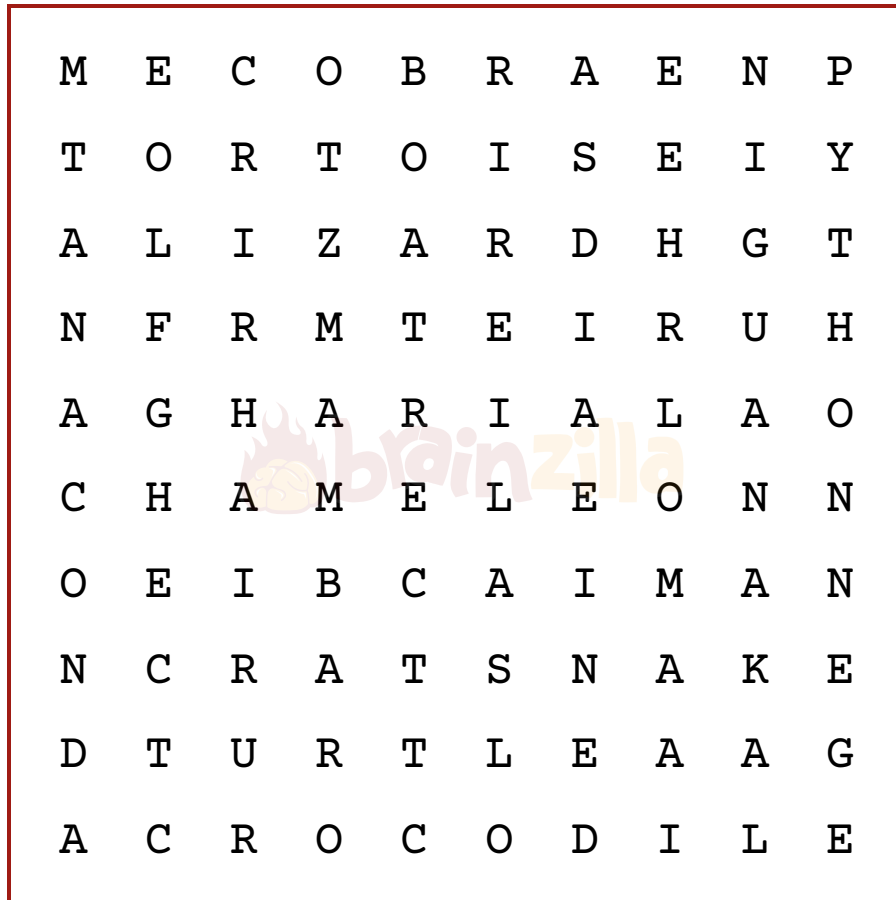 M E C O B R A E N P
T O R T O I S E I Y
A L I Z A R D H G T
N F R M T E I R U H
A G H A R I A L A O
brainzilla
C H A M E L E O N N
O E I B C A I M A N
N C R A T S N A K E
D T U R T L E A A G
A C R O C O D I L E